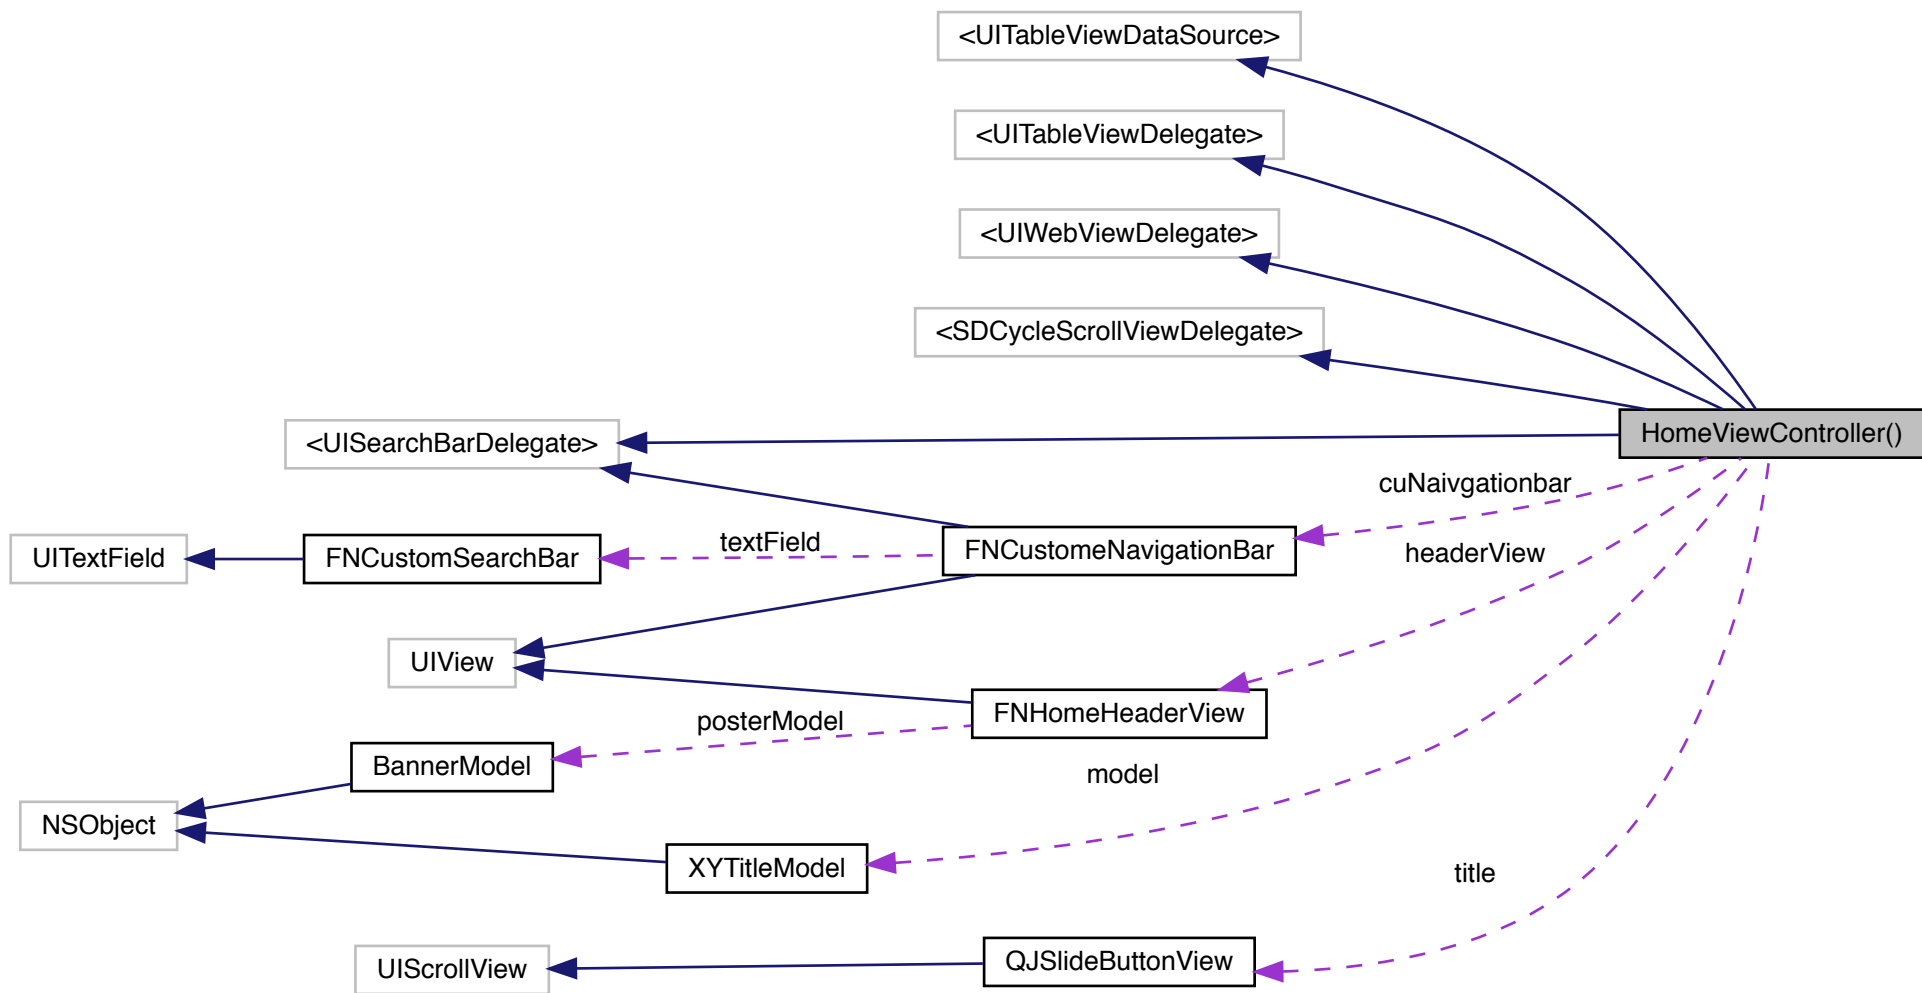 <UITableViewDataSource>
<UITableViewDelegate>
<UIWebViewDelegate>
<SDCycleScrollViewDelegate>
<UISearchBarDelegate>
HomeViewController()
cuNaivgationbar
UITextField
FNCustomSearchBar
textField
FNCustomeNavigationBar
headerView
UIView
FNHomeHeaderView
posterModel
BannerModel
model
NSObject
XYTitleModel
title
UIScrollView
QJSlideButtonView